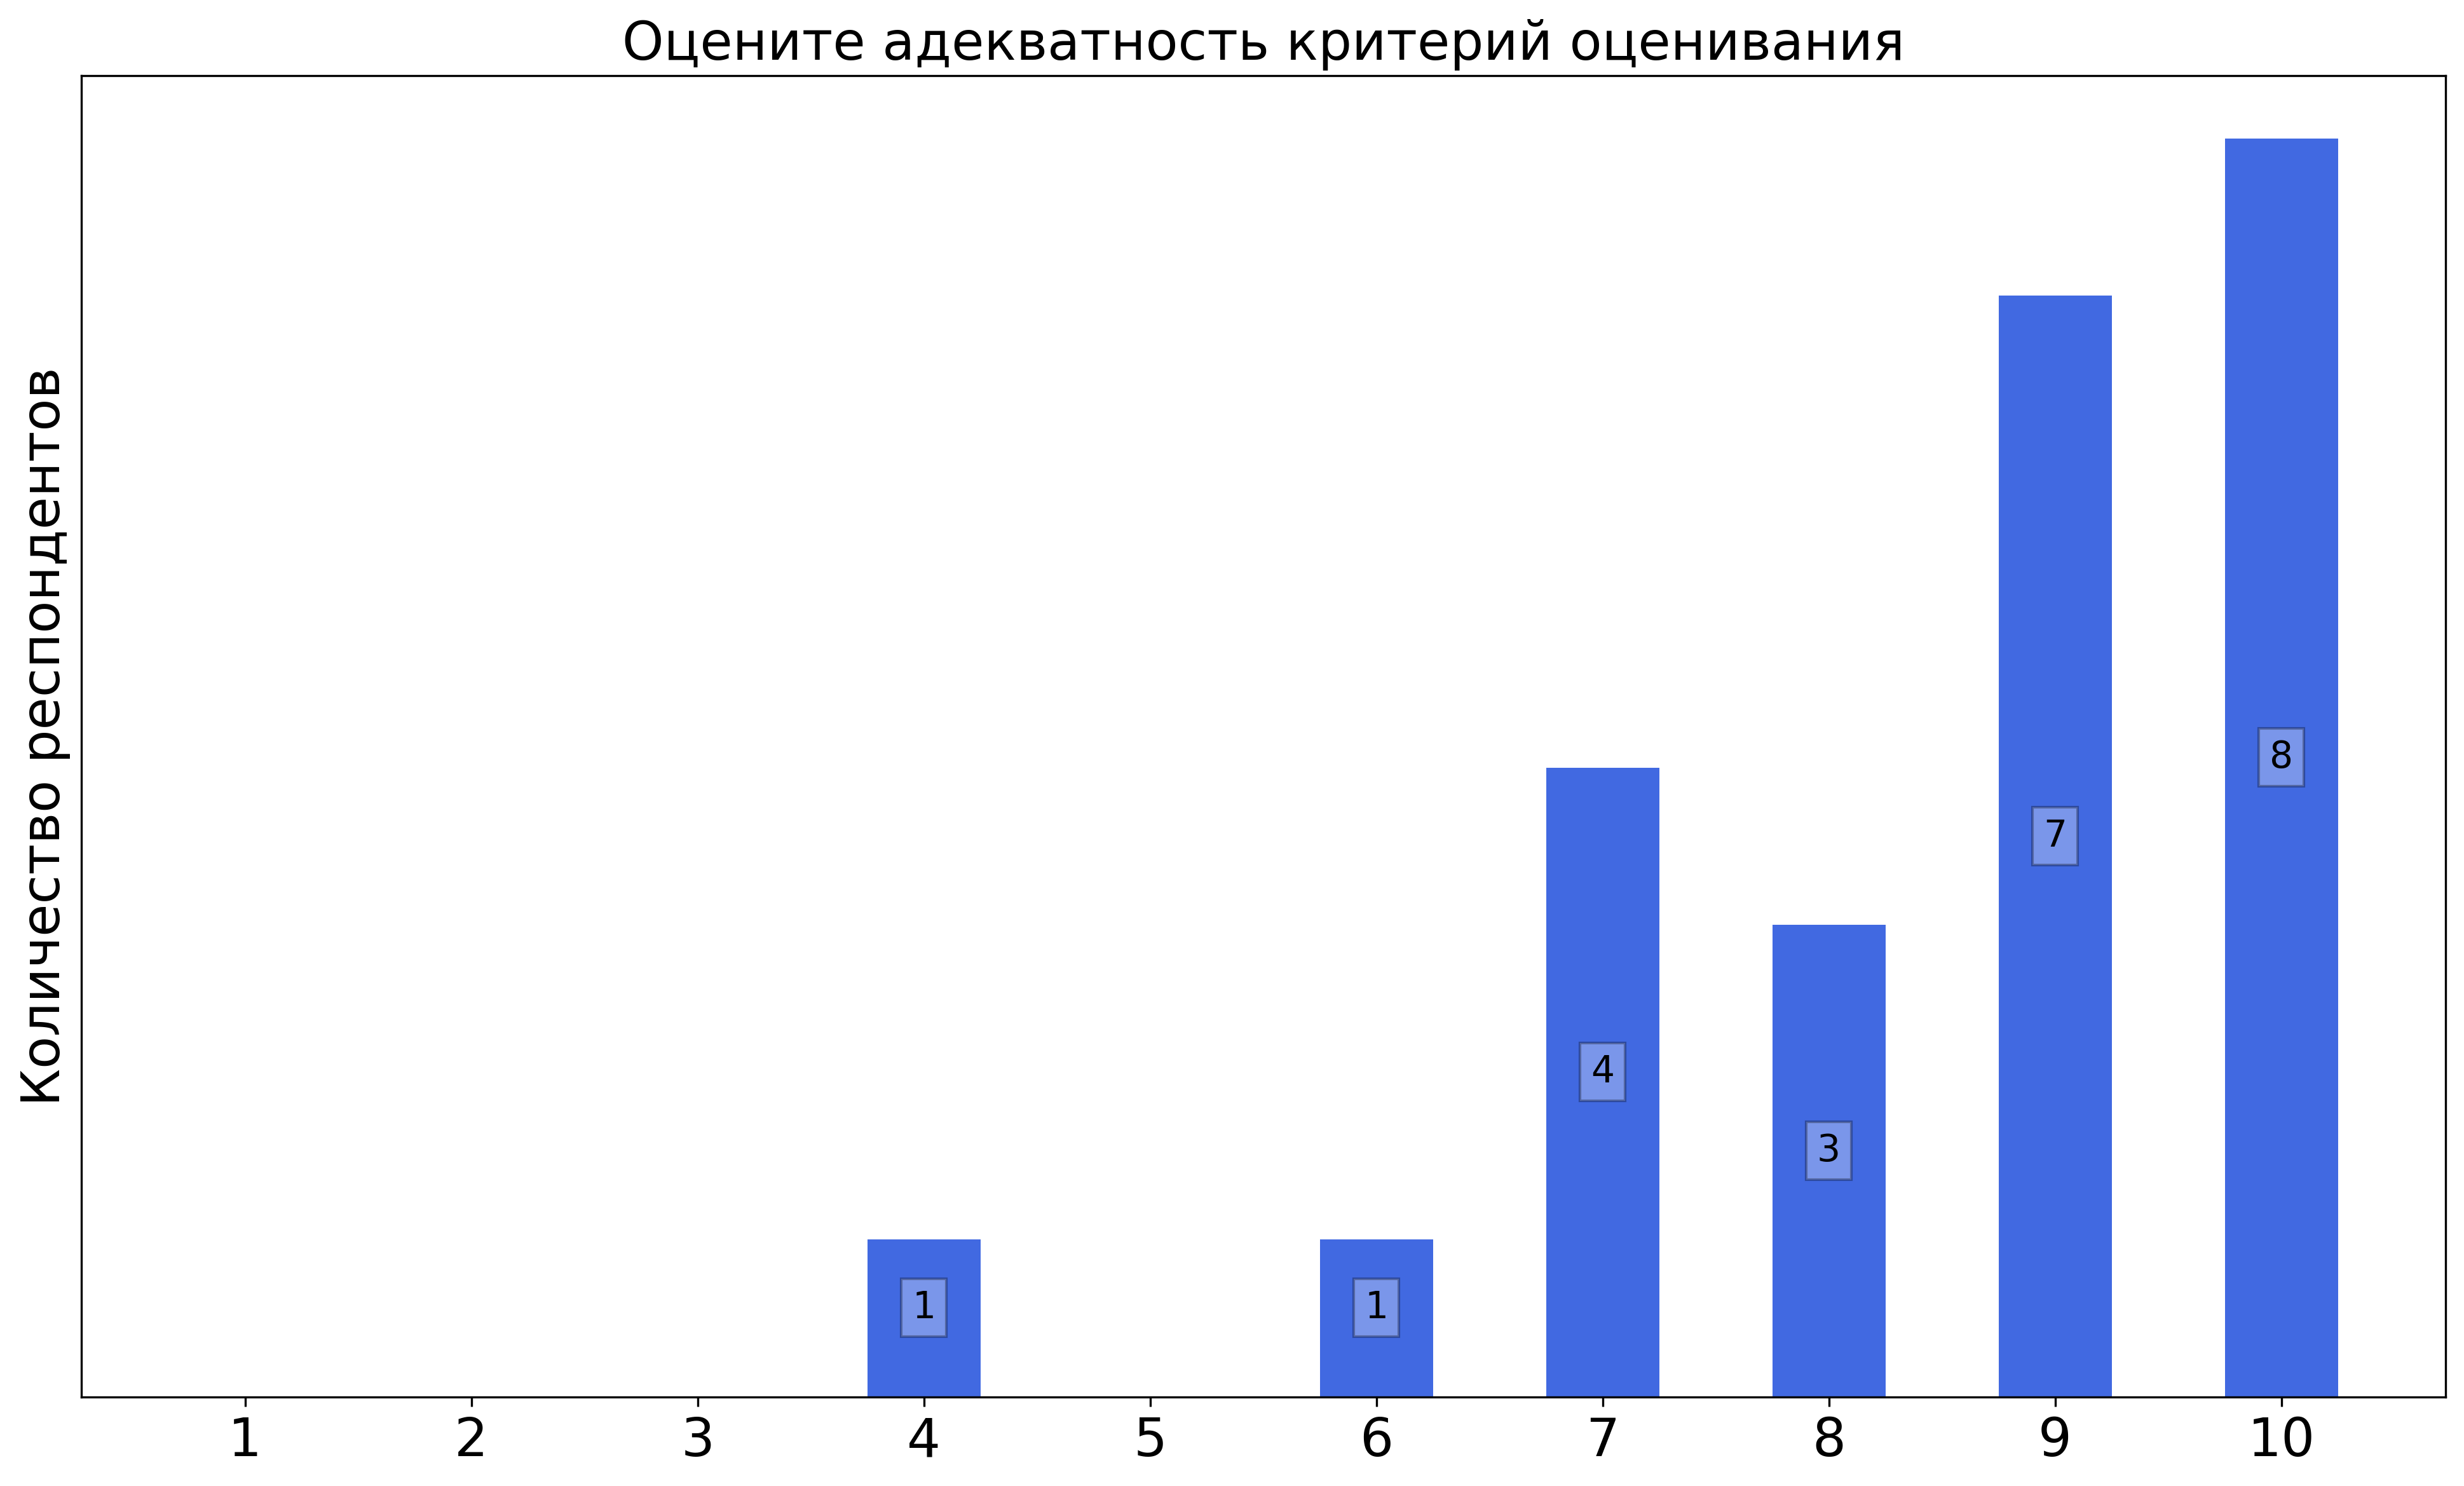 Оцените адекватность критерий оценивания
Количество респондентов
8
7
4
3
1 1
1 2 3 4 5 6 7 8 9 10